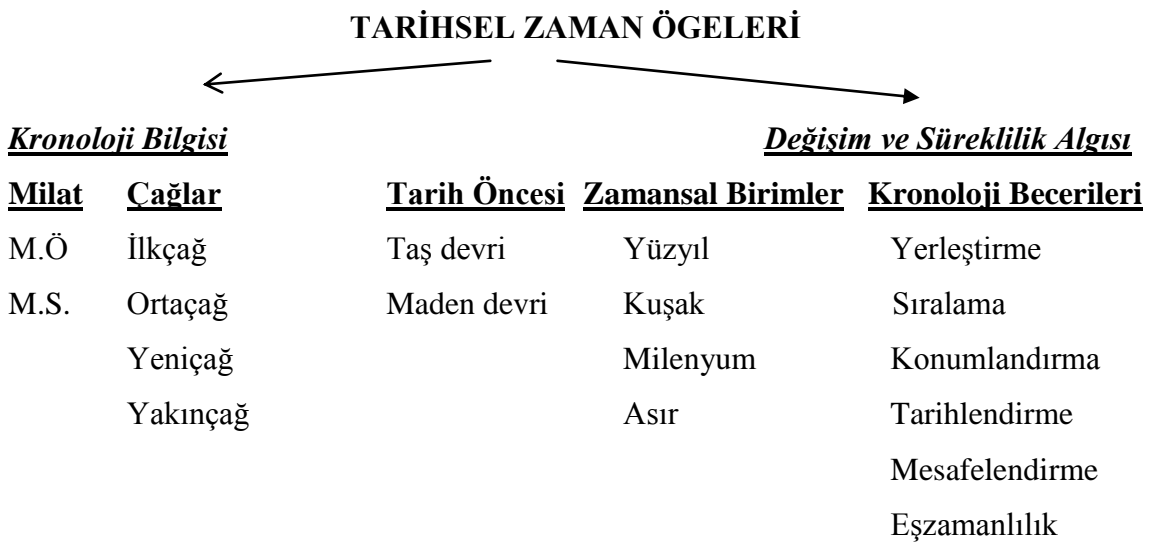 TARİHSEL ZAMAN ÖGELERİ
Kronoloji Bilgisi Değişim ve Süreklilik Algısı
Milat Çağlar Tarih Öncesi Zamansal Birimler Kronoloji Becerileri
M.Ö İlkçağ Taş devri Yüzyıl Yerleştirme
M.S. Ortaçağ Maden devri Kuşak Sıralama
Yeniçağ Milenyum Konumlandırma
Yakınçağ Asır Tarihlendirme
Mesafelendirme
Eşzamanlılık